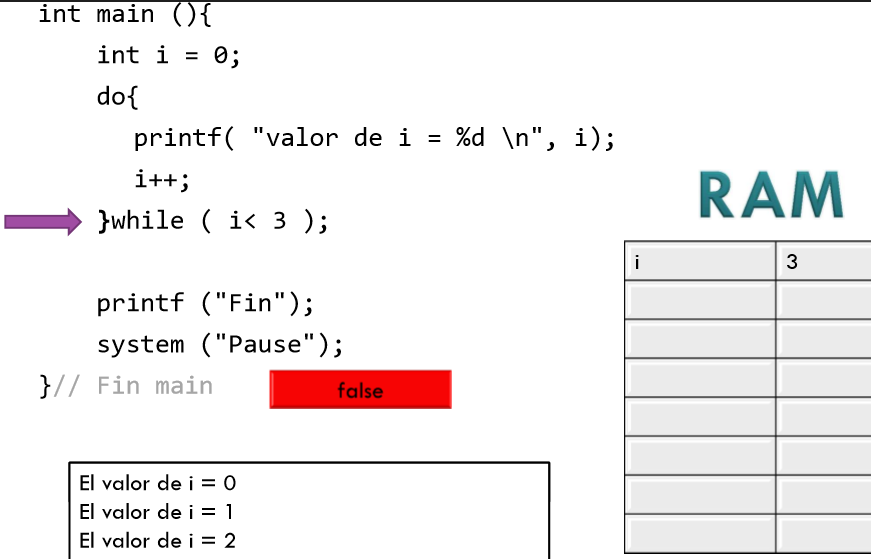 int main (){
int i = 0;
do{
printf( "valor de i = %d \n", i);
i++;
}while ( i< 3 );
printf ("Fin");
system ("Pause");
}// Fin main
false
RAM
i 3
El valor de i = 0
El valor de i = 1
El valor de i = 2